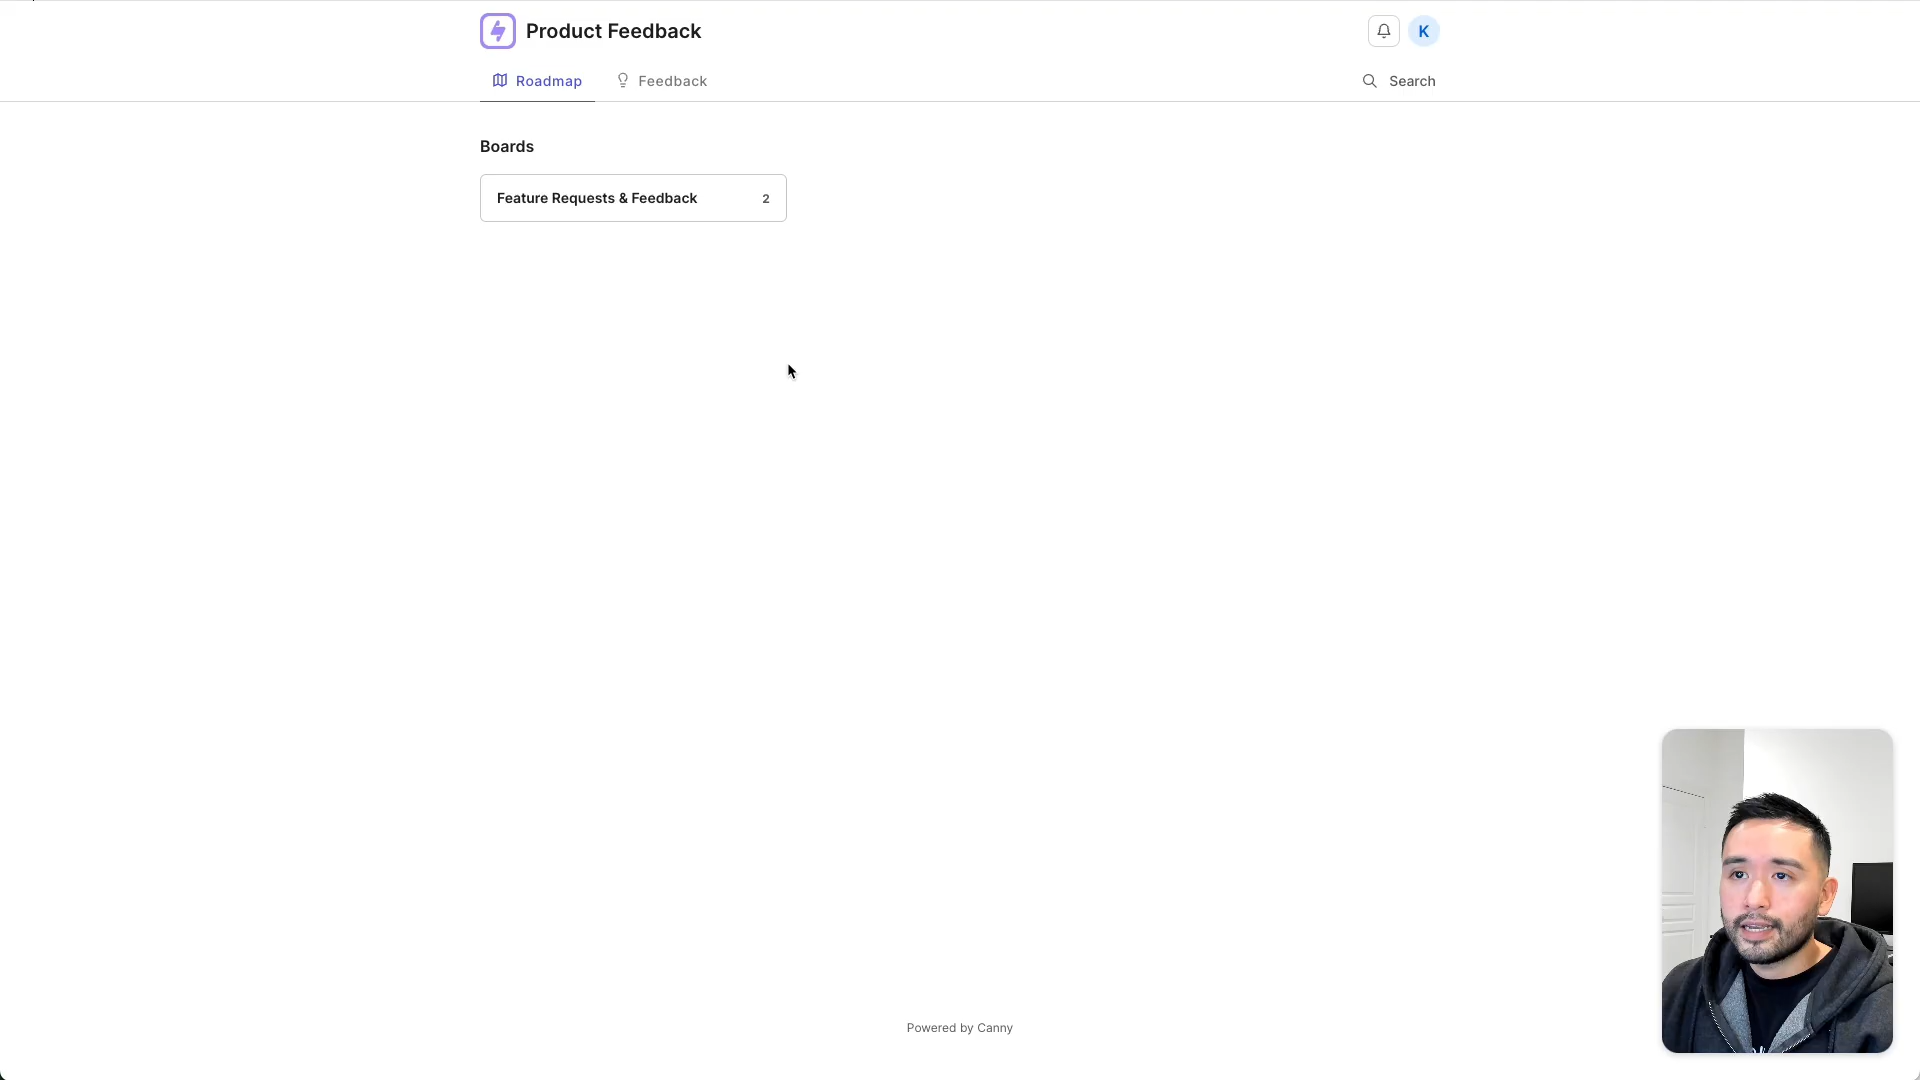 Product Feedback
K
Roadmap
Feedback
Search
Boards
Feature Requests & Feedback
2
Powered by Canny